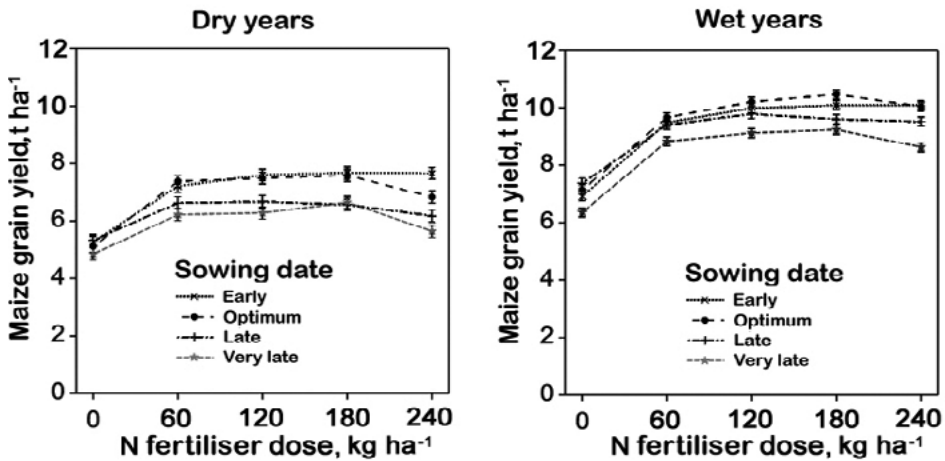 Dry years
Maize grain yield, t ha-1
12
10
8
6
4
2
0
Sowing date
Early
Optimum
Late
Very late
0 60 120 180 240
N fertiliser dose, kg ha-1
Wet years
Maize grain yield, t ha-1
12
10
8
6
4
2
0
Sowing date
Early
Optimum
Late
Very late
0 60 120 180 240
N fertiliser dose, kg ha-1